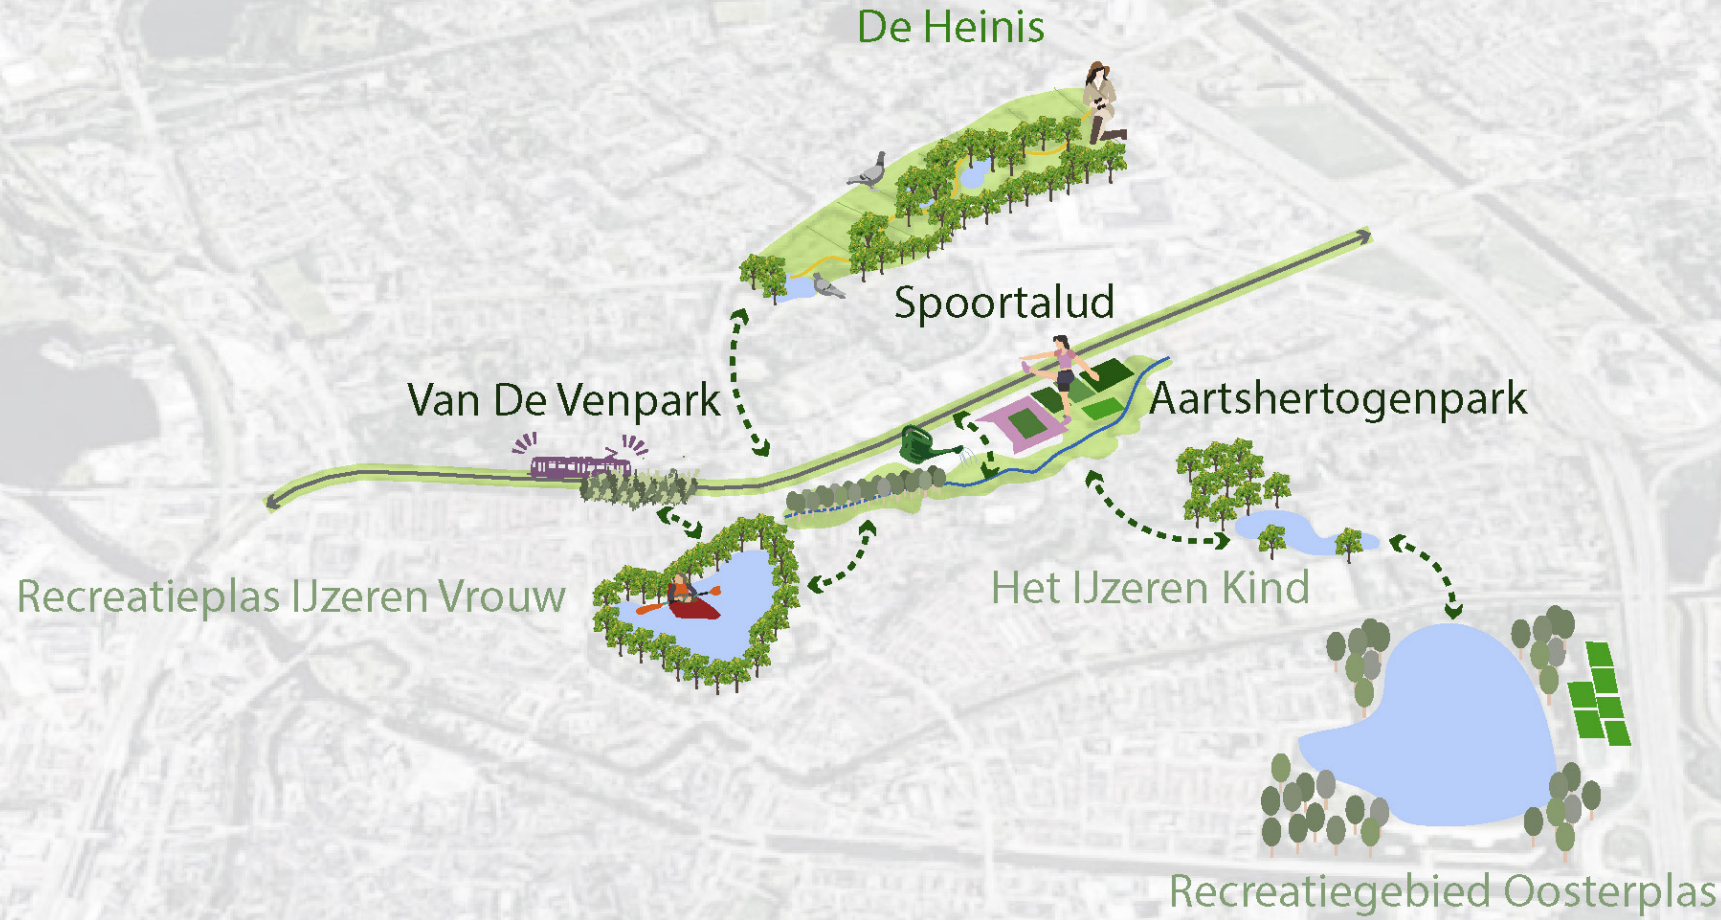 De Heinis
Spoortalud
Van De Venpark
Aartshertogenpark
Recreatieplas IJzeren Vrouw
Het IJzeren Kind
Recreatiegebied Oosterplas